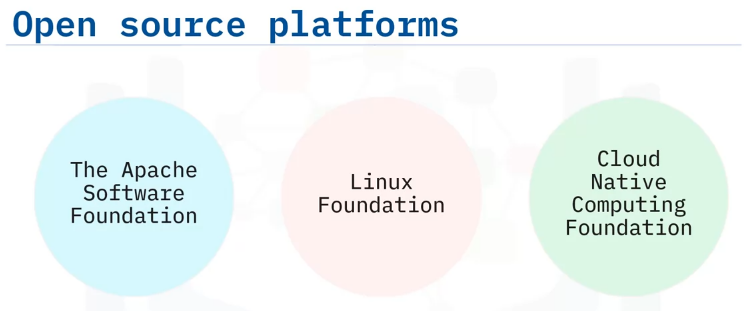 Open source platforms
The Apache
Software
Foundation
Linux
Foundation
Cloud
Native
Computing
Foundation